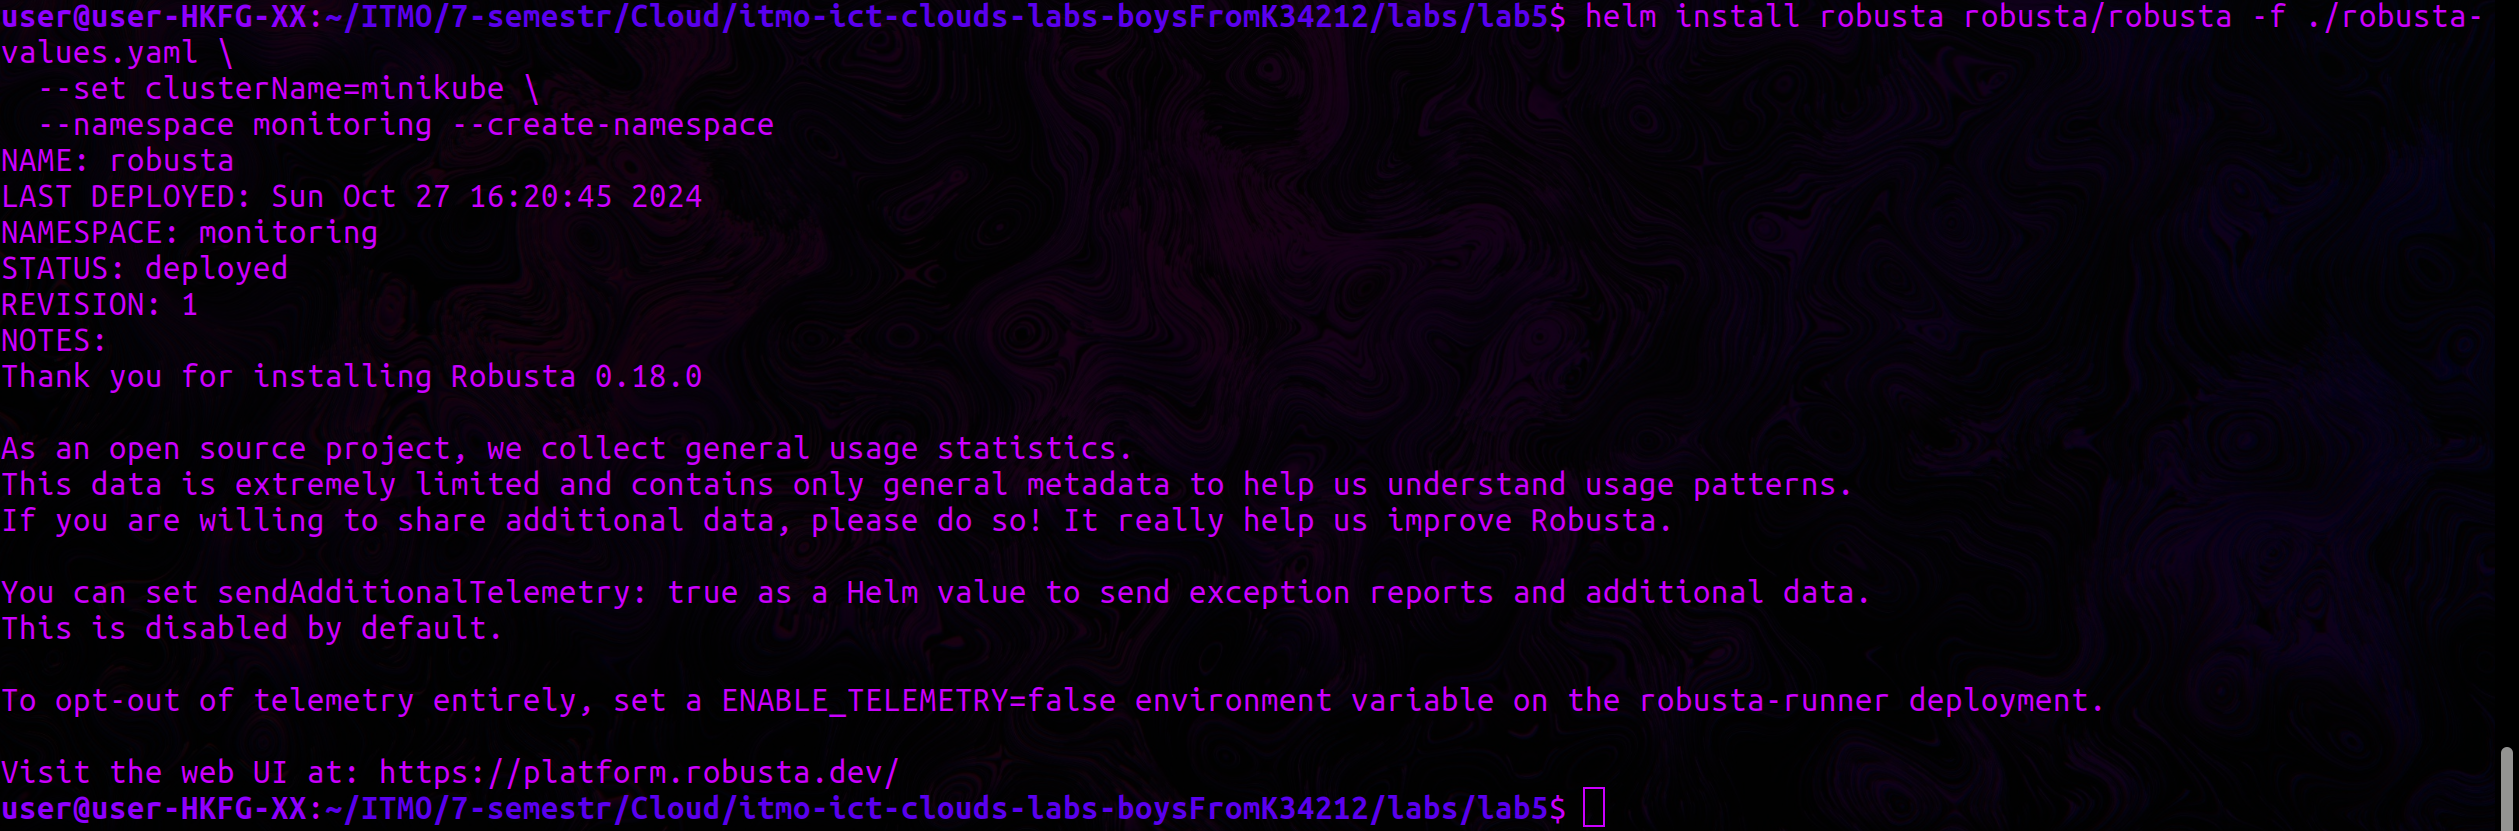 user@user-HKFG-XX:~/ITMO/7-semestr/Cloud/itmo-ict-clouds-labs-boysFromK34212/labs/lab5$ helm install robusta robusta/robusta -f ./robusta-
values.yaml \
  --set clusterName=minikube \
  --namespace monitoring --create-namespace
NAME: robusta
LAST DEPLOYED: Sun Oct 27 16:20:45 2024
NAMESPACE: monitoring
STATUS: deployed
REVISION: 1
NOTES:
Thank you for installing Robusta 0.18.0

As an open source project, we collect general usage statistics.
This data is extremely limited and contains only general metadata to help us understand usage patterns.
If you are willing to share additional data, please do so! It really help us improve Robusta.

You can set sendAdditionalTelemetry: true as a Helm value to send exception reports and additional data.
This is disabled by default.

To opt-out of telemetry entirely, set a ENABLE_TELEMETRY=false environment variable on the robusta-runner deployment.

Visit the web UI at: https://platform.robusta.dev/
user@user-HKFG-XX:~/ITMO/7-semestr/Cloud/itmo-ict-clouds-labs-boysFromK34212/labs/lab5$